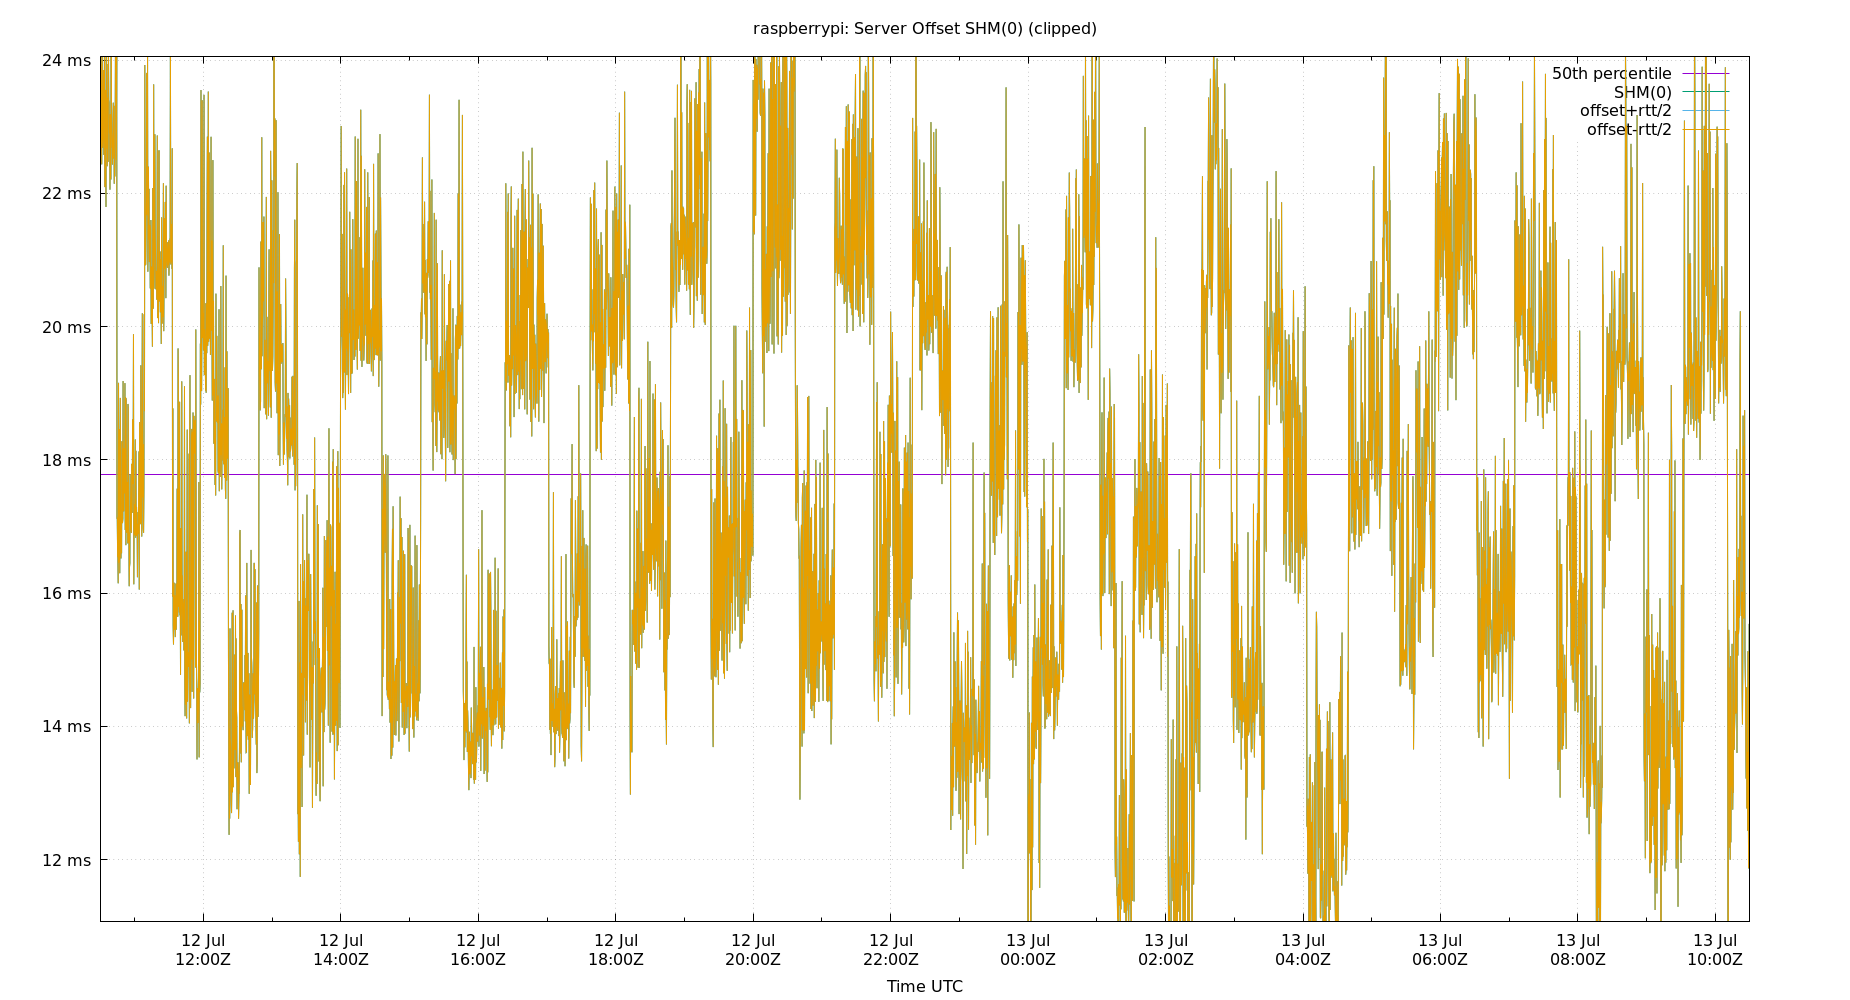 raspberrypi: Server Offset SHM(0) (clipped)
24 ms
22 ms
20 ms
18 ms
16 ms
14 ms
12 ms
50th percentile
SHM(0)
offset+rtt/2
offset-rtt/2
12 Jul 12 Jul 12 Jul 12 Jul 12 Jul 12 Jul 13 Jul 13 Jul 13 Jul 13 Jul 13 Jul 13 Jul
12:00Z 14:00Z 16:00Z 18:00Z 20:00Z 22:00Z 00:00Z 02:00Z 04:00Z 06:00Z 08:00Z 10:00Z
Time UTC